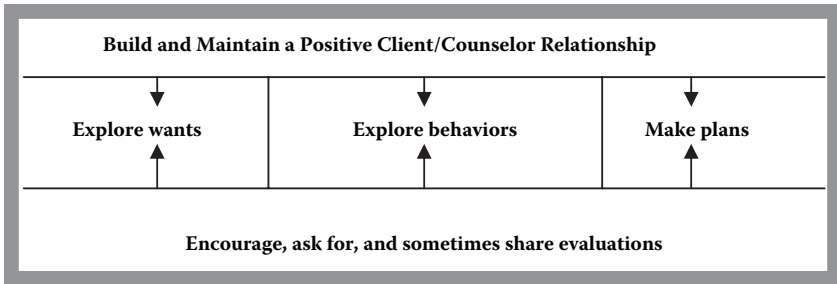 Build and Maintain a Positive Client/Counselor Relationship
Explore wants
Explore behaviors
Make plans
Encourage, ask for, and sometimes share evaluations